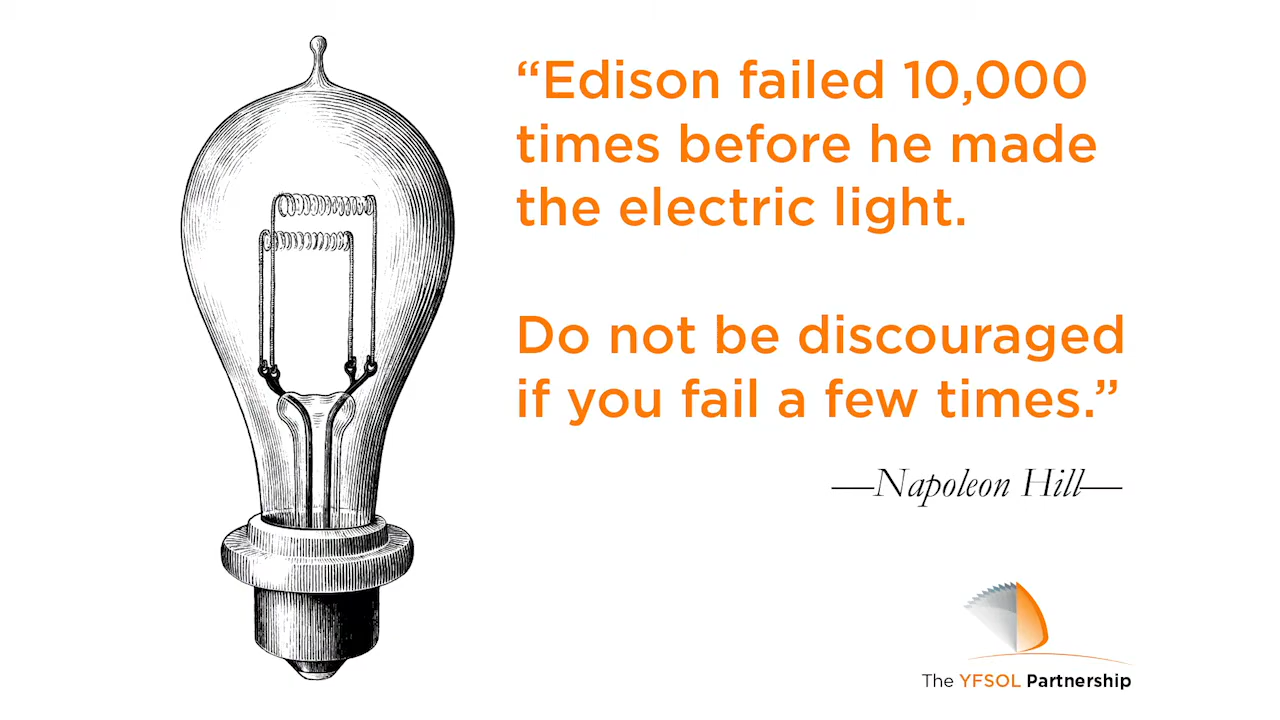 “Edison failed 10,000
times before he made
the electric light.
Do not be discouraged
if you fail a few times.”
—Napoleon Hill—
The YFSOL Partnership